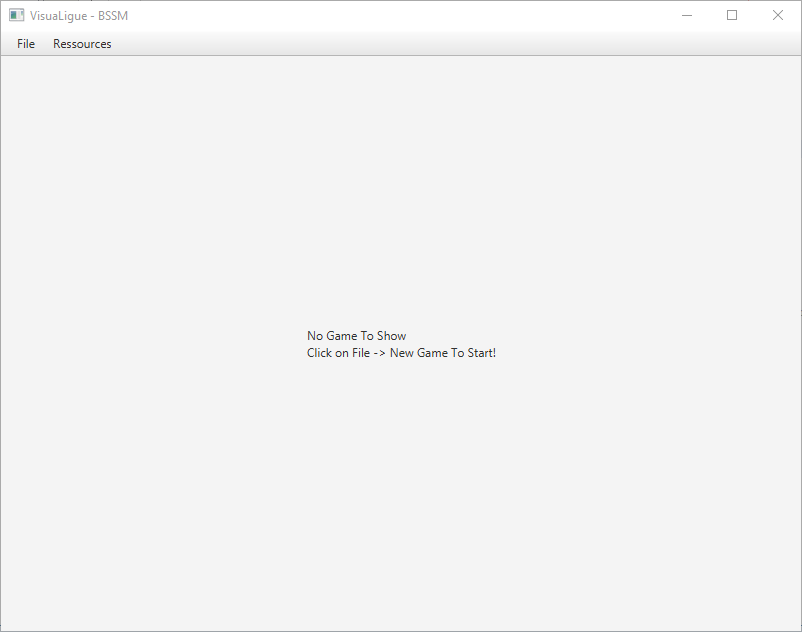 VisuaLigue - BSSM
File Ressources
No Game To Show
Click on File -> New Game To Start!